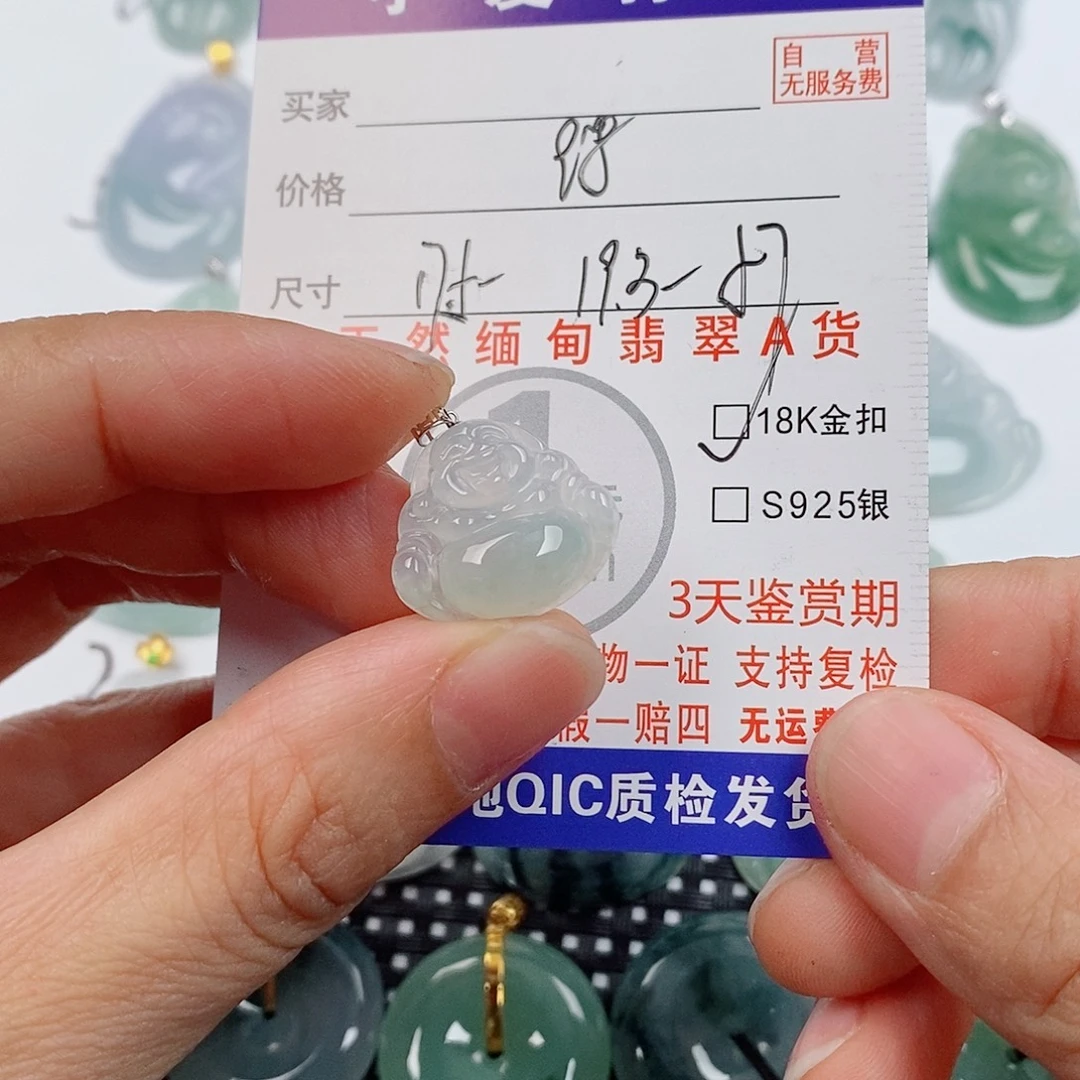 自 营
无服务费
买家
价格
尺寸
天然缅甸翡翠A货
18K金扣
S925银
3天鉴赏期
物一证 支持复检
假一赔四 无运费
地QIC质检发货